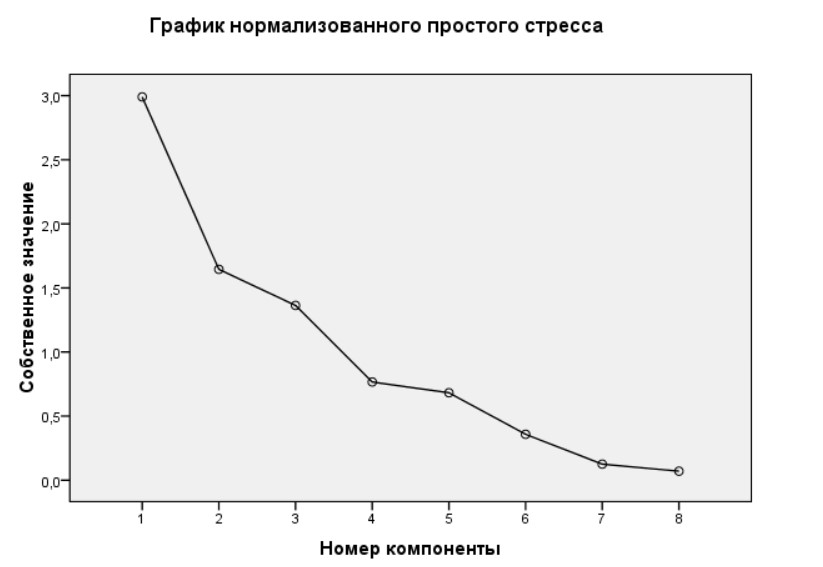 График нормализованного простого стресса
3,0
2,5
2,0
1,5
1,0
0,5
0,0
Собственное значение
1 2 3 4 5 6 7 8
Номер компоненты